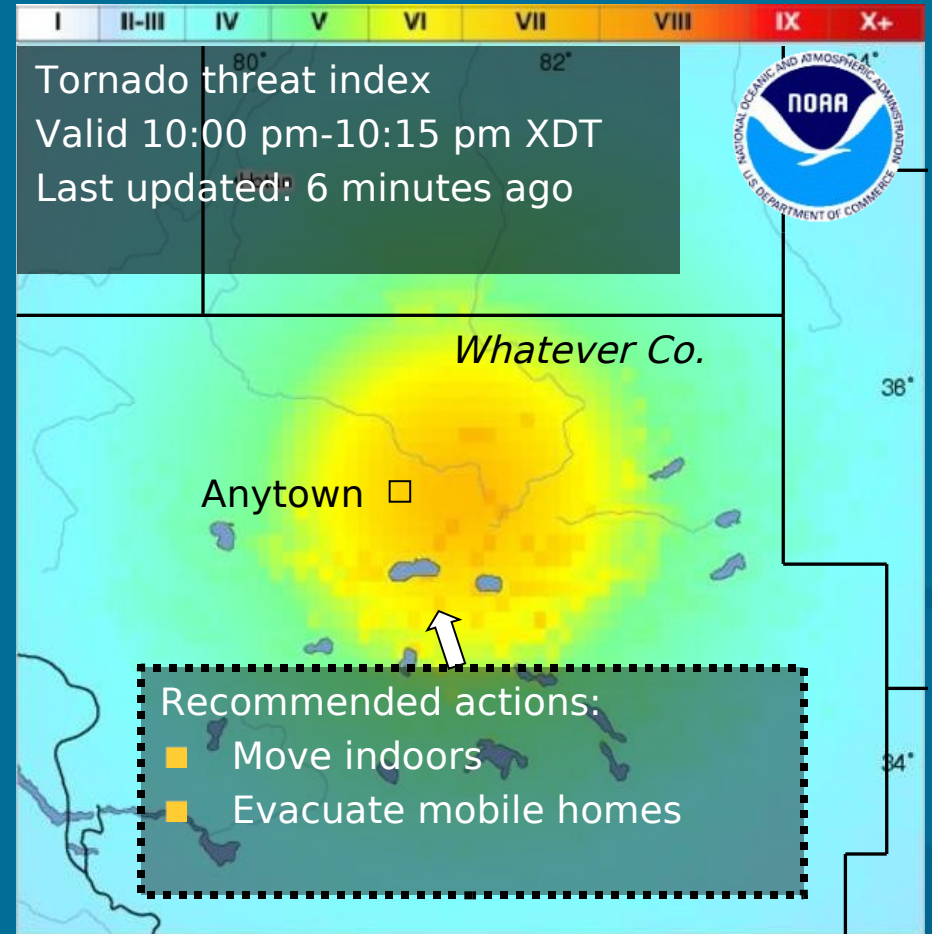 I II-III IV V VI VII VIII IX X+
80° 82° 84°
Tornado threat index
Valid 10:00 pm-10:15 pm XDT
Last updated: 6 minutes ago
NOAA
NATIONAL OCEANIC AND ATMOSPHERIC ADMINISTRATION
U.S. DEPARTMENT OF COMMERCE
Whatever Co.
36°
Anytown
Recommended actions:
34°
Move indoors
Evacuate mobile homes